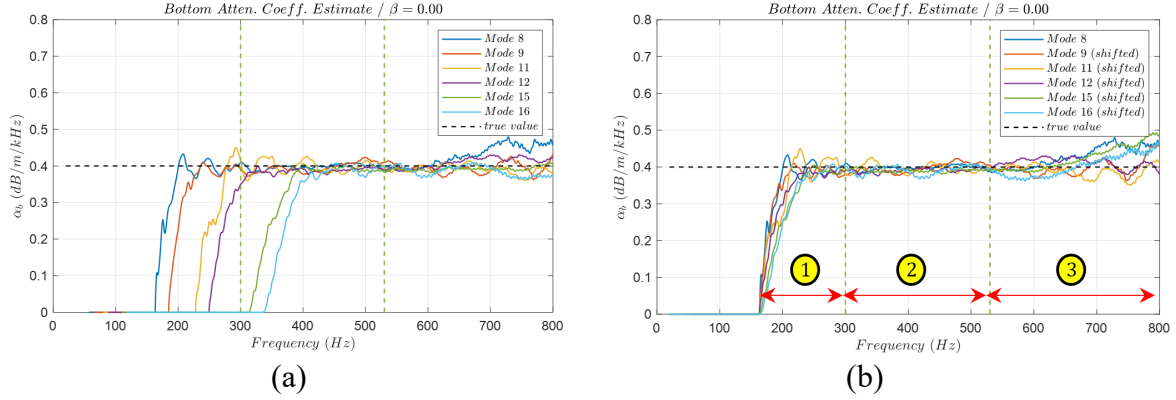 Bottom Atten. Coeff. Estimate / β = 0.00
0.8
0.7
0.6
0.5
0.4
0.3
0.2
0.1
0
α_b (dB/m/kHz)
Mode 8
Mode 9
Mode 11
Mode 12
Mode 15
Mode 16
true value
0 100 200 300 400 500 600 700 800
Frequency (Hz)
(a)
Bottom Atten. Coeff. Estimate / β = 0.00
0.8
0.7
0.6
0.5
0.4
0.3
0.2
0.1
0
α_b (dB/m/kHz)
Mode 8
Mode 9 (shifted)
Mode 11 (shifted)
Mode 12 (shifted)
Mode 15 (shifted)
Mode 16 (shifted)
true value
1 2 3
0 100 200 300 400 500 600 700 800
Frequency (Hz)
(b)